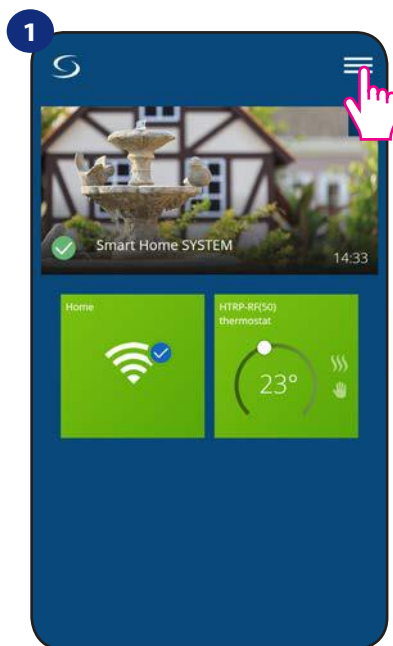 1
Smart Home SYSTEM
14:33
Home
HTRP-RF(50)
thermostat
23°